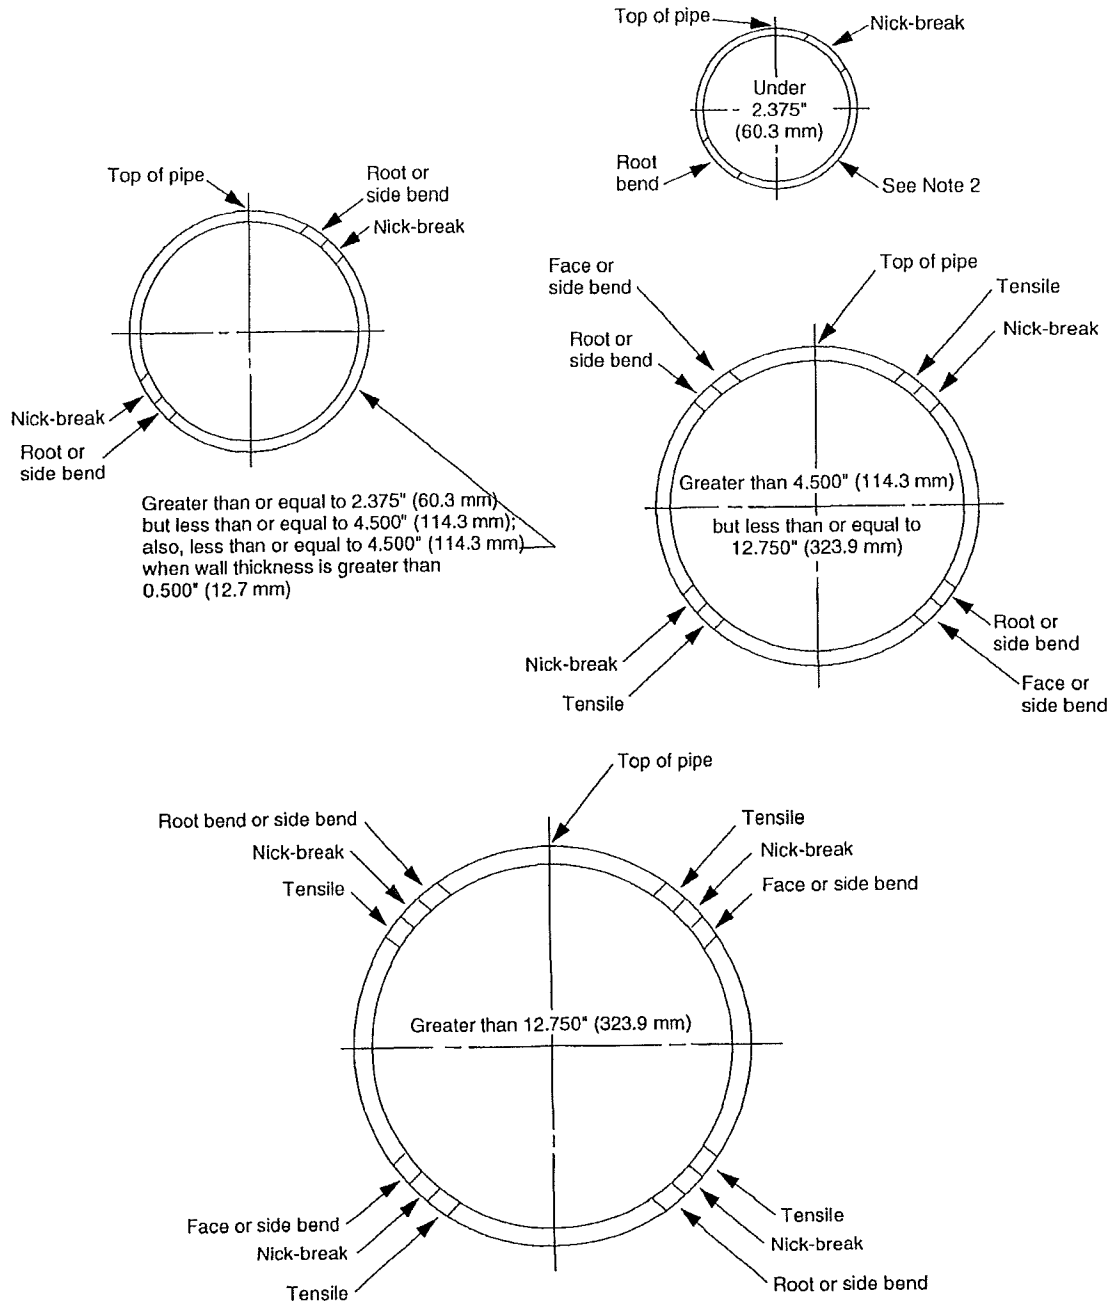 Top of pipe
Nick-break
Under
2.375"
(60.3 mm)
Root
bend
See Note 2
Top of pipe
Root or
side bend
Nick-break
Nick-break
Root or
side bend
Greater than or equal to 2.375" (60.3 mm)
but less than or equal to 4.500" (114.3 mm);
also, less than or equal to 4.500" (114.3 mm)
when wall thickness is greater than
0.500" (12.7 mm)
Face or
side bend
Top of pipe
Tensile
Root or
side bend
Nick-break
Greater than 4.500" (114.3 mm)
but less than or equal to
12.750" (323.9 mm)
Nick-break
Tensile
Root or
side bend
Face or
side bend
Top of pipe
Root bend or side bend
Nick-break
Tensile
Tensile
Nick-break
Face or side bend
Greater than 12.750" (323.9 mm)
Face or side bend
Nick-break
Tensile
Tensile
Nick-break
Root or side bend